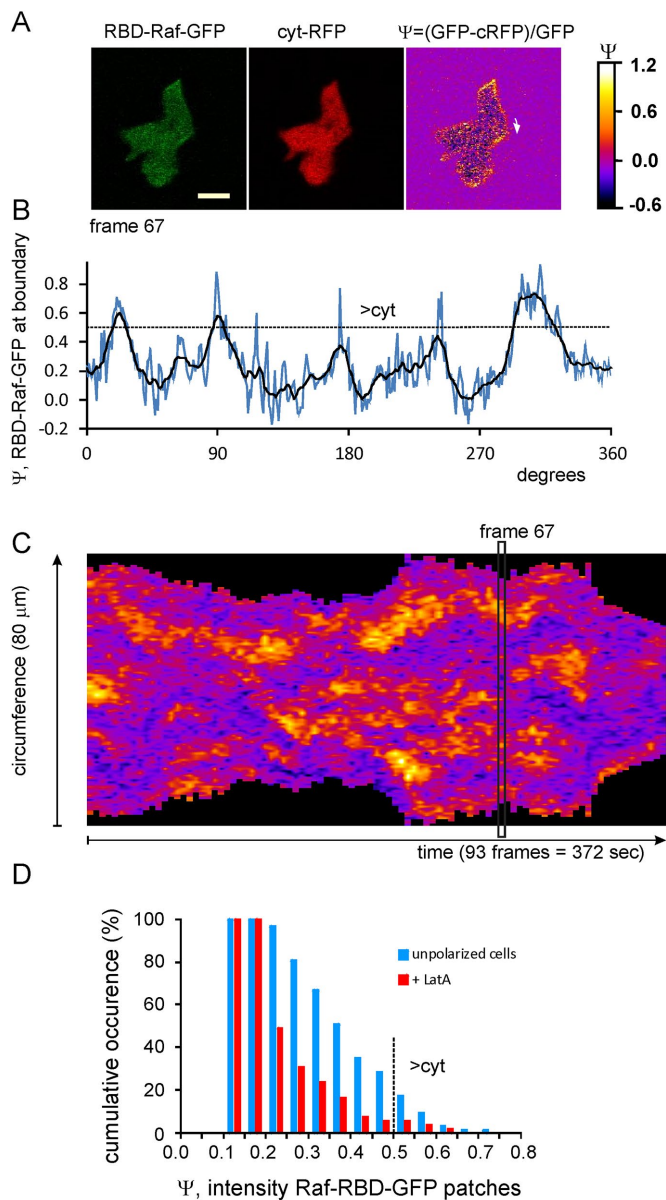 A
RBD-Raf-GFP cyt-RFP Ψ=(GFP-cRFP)/GFP
Ψ
1.2
0.6
0.0
-0.6
frame 67
B
Ψ, RBD-Raf-GFP at boundary
0.8
0.6
0.4
0.2
0.0
-0.2
>cyt
0 90 180 270 360
degrees
frame 67
C
circumference (80 µm)
time (93 frames = 372 sec)
D
cumulative occurence (%)
100
80
60
40
20
0
unpolarized cells
+ LatA
>cyt
0.0 0.1 0.2 0.3 0.4 0.5 0.6 0.7 0.8
Ψ, intensity Raf-RBD-GFP patches